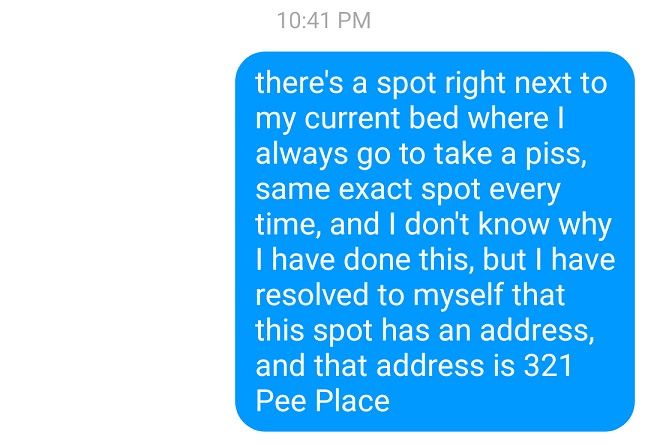 10:41 PM
there's a spot right next to
my current bed where I
always go to take a piss,
same exact spot every
time, and I don't know why
I have done this, but I have
resolved to myself that
this spot has an address,
and that address is 321
Pee Place